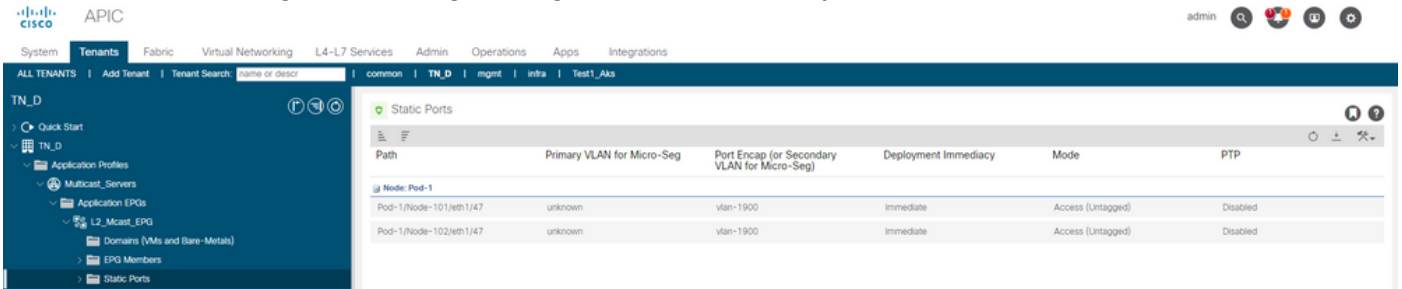 cisco APIC admin
System Tenants Fabric Virtual Networking L4-L7 Services Admin Operations Apps Integrations
ALL TENANTS | Add Tenant | Tenant Search: name or descr | common | TN_D | mgmt | infra | Test1_Aks
TN_D
Static Ports
Quick Start
TN_D
Application Profiles
Multicast_Servers
Application EPGs
L2_Mcast_EPG
Domains (VMs and Bare-Metals)
EPG Members
Static Ports
Path Primary VLAN for Micro-Seg Port Encap (or Secondary VLAN for Micro-Seg) Deployment Immediacy Mode PTP
Node: Pod-1
Pod-1/Node-101/eth1/47 unknown vlan-1900 Immediate Access (Untagged) Disabled
Pod-1/Node-102/eth1/47 unknown vlan-1900 Immediate Access (Untagged) Disabled